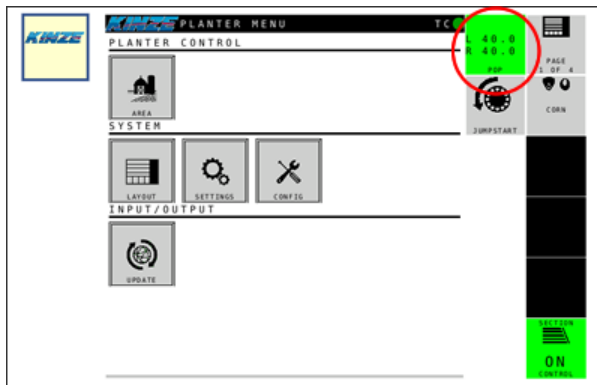 KINZE
KINZE PLANTER MENU TC
PLANTER CONTROL
AREA
SYSTEM
LAYOUT SETTINGS CONFIG
INPUT/OUTPUT
UPDATE
L 40.0
R 40.0
POP
JUMPSTART
PAGE
1 OF 4
CORN
SECTION
ON
CONTROL